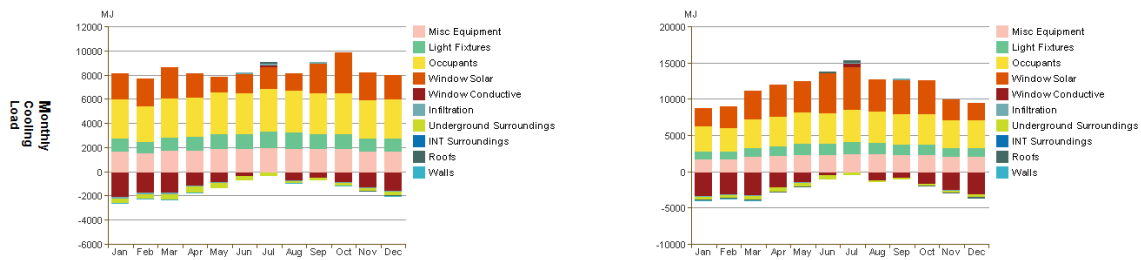 Monthly
Cooling
Load
MJ
12000
10000
8000
6000
4000
2000
0
-2000
-4000
-6000
Jan Feb Mar Apr May Jun Jul Aug Sep Oct Nov Dec
Misc Equipment
Light Fixtures
Occupants
Window Solar
Window Conductive
Infiltration
Underground Surroundings
INT Surroundings
Roofs
Walls
MJ
20000
15000
10000
5000
0
-5000
-10000
Jan Feb Mar Apr May Jun Jul Aug Sep Oct Nov Dec
Misc Equipment
Light Fixtures
Occupants
Window Solar
Window Conductive
Infiltration
Underground Surroundings
INT Surroundings
Roofs
Walls